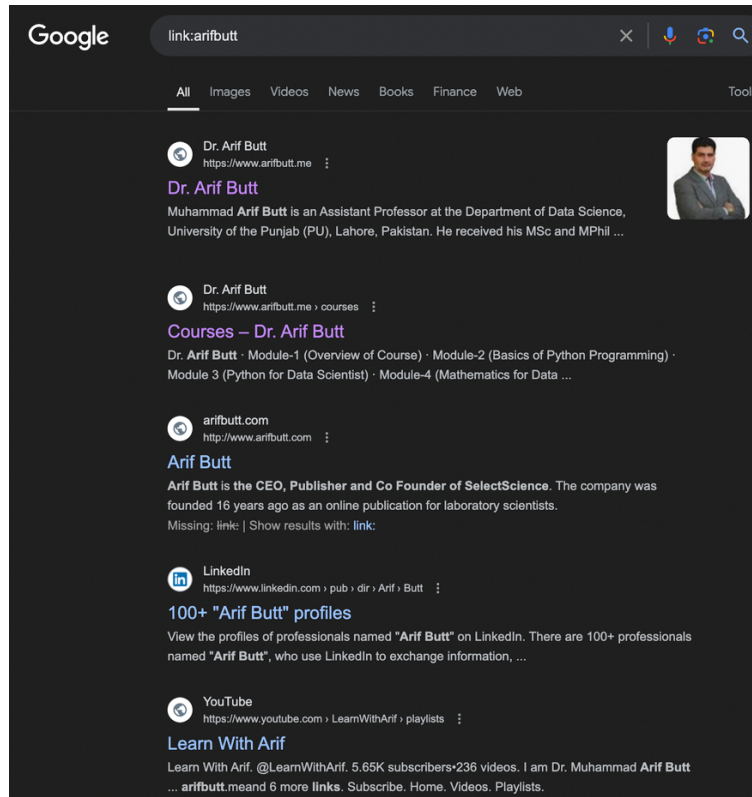 Google
link:arifbutt
All Images Videos News Books Finance Web Tool
Dr. Arif Butt
https://www.arifbutt.me
Dr. Arif Butt
Muhammad Arif Butt is an Assistant Professor at the Department of Data Science,
University of the Punjab (PU), Lahore, Pakistan. He received his MSc and MPhil ...
Dr. Arif Butt
https://www.arifbutt.me › courses
Courses – Dr. Arif Butt
Dr. Arif Butt · Module-1 (Overview of Course) · Module-2 (Basics of Python Programming) ·
Module 3 (Python for Data Scientist) · Module-4 (Mathematics for Data ...
arifbutt.com
http://www.arifbutt.com
Arif Butt
Arif Butt is the CEO, Publisher and Co Founder of SelectScience. The company was
founded 16 years ago as an online publication for laboratory scientists.
Missing: link: | Show results with: link:
LinkedIn
https://www.linkedin.com › pub › dir › Arif › Butt
100+ "Arif Butt" profiles
View the profiles of professionals named "Arif Butt" on LinkedIn. There are 100+ professionals
named "Arif Butt", who use LinkedIn to exchange information, ...
YouTube
https://www.youtube.com › LearnWithArif › playlists
Learn With Arif
Learn With Arif. @LearnWithArif. 5.65K subscribers•236 videos. I am Dr. Muhammad Arif Butt
... arifbutt.meand 6 more links. Subscribe. Home. Videos. Playlists.